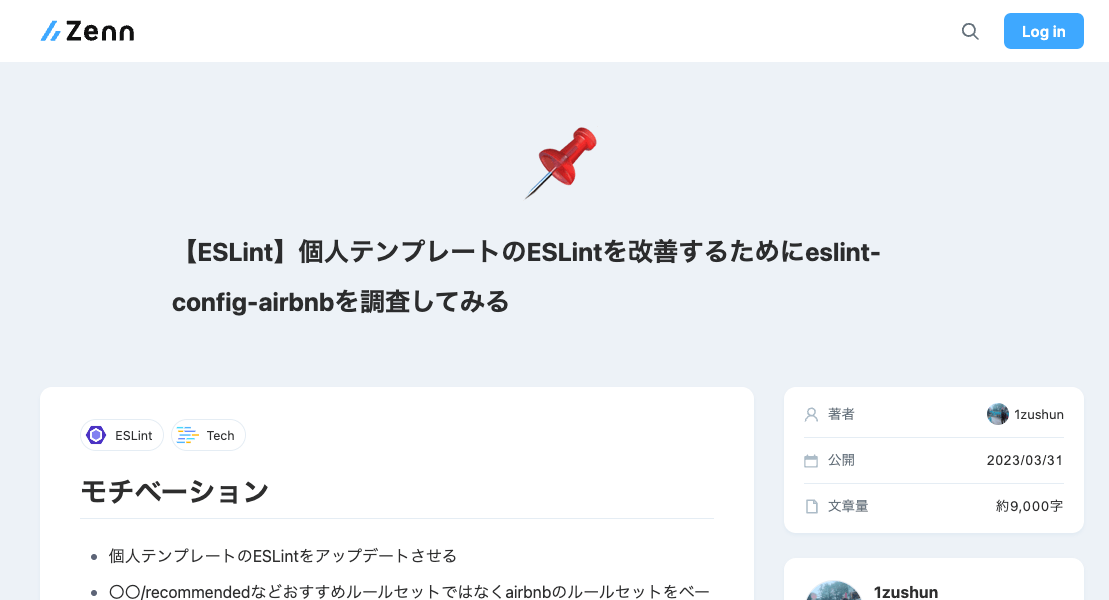 Zenn
Log in
【ESLint】個人テンプレートのESLintを改善するためにeslint-
config-airbnbを調査してみる
ESLint
Tech
モチベーション
個人テンプレートのESLintをアップデートさせる
〇〇/recommendedなどおすすめルールセットではなくairbnbのルールセットをベー
著者
1zushun
公開
2023/03/31
文章量
約9,000字
1zushun